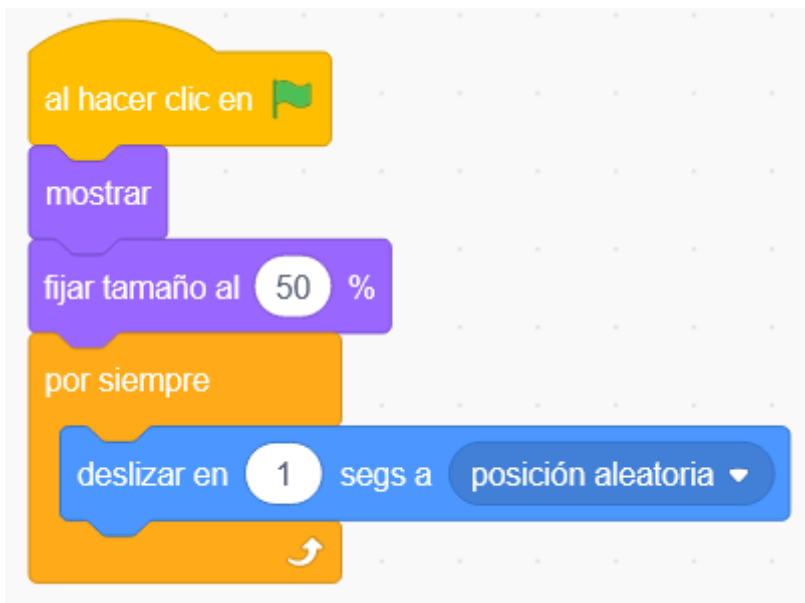 al hacer clic en
mostrar
fijar tamaño al 50 %
por siempre
deslizar en 1 segs a posición aleatoria